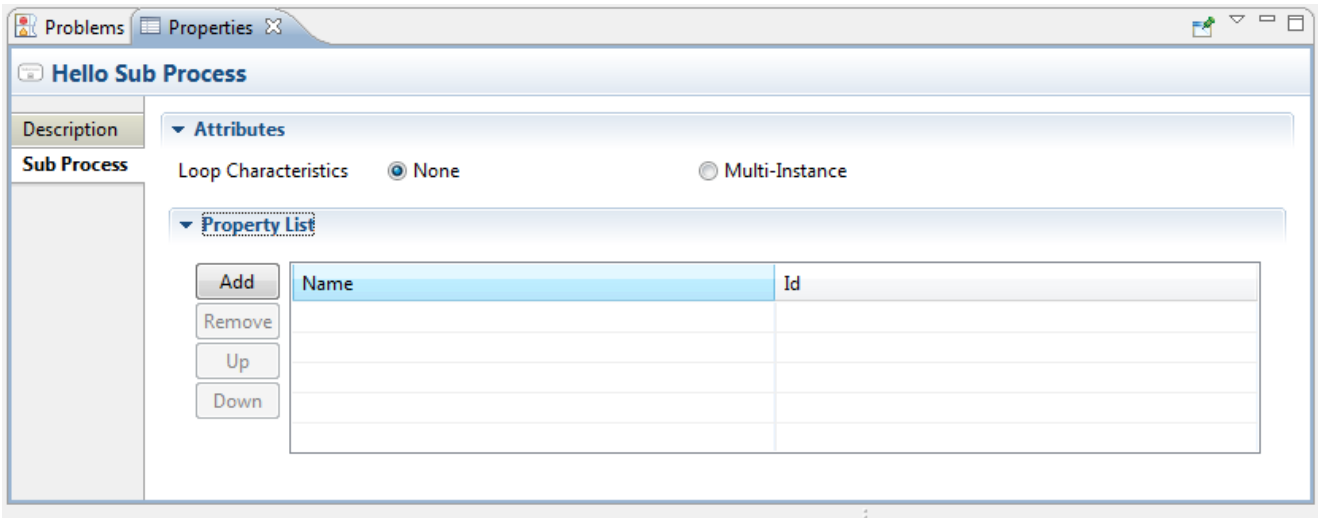 Problems Properties
Hello Sub Process
Description
Sub Process
Attributes
Loop Characteristics None Multi-Instance
Property List
Add
Remove
Up
Down
Name Id